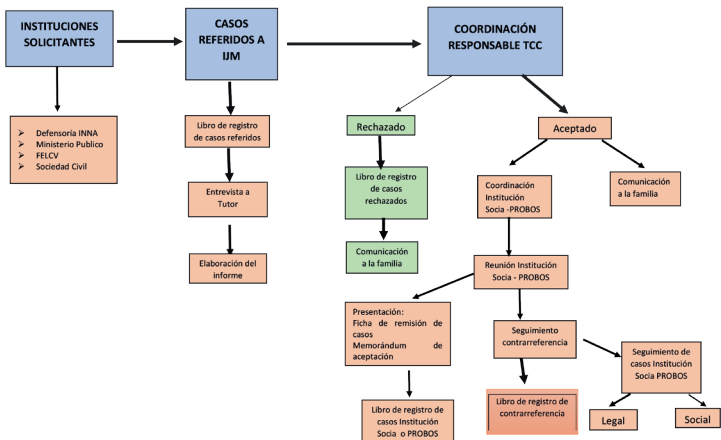 INSTITUCIONES
SOLICITANTES
CASOS
REFERIDOS A
IJM
COORDINACIÓN
RESPONSABLE TCC
Defensoría INNA
Ministerio Publico
FELCV
Sociedad Civil
Libro de registro
de casos referidos
Entrevista a
Tutor
Elaboración del
informe
Rechazado
Libro de registro
de casos
rechazados
Comunicación
a la familia
Aceptado
Coordinación
Institución
Socia -PROBOS
Comunicación
a la familia
Reunión Institución
Socia - PROBOS
Presentación:
Ficha de remisión de
casos
Memorándum de
aceptación
Libro de registro de
casos Institución
Socia o PROBOS
Seguimiento
contrarreferencia
Libro de registro de
contrarreferencia
Seguimiento de
casos Institución
Socia PROBOS
Legal
Social